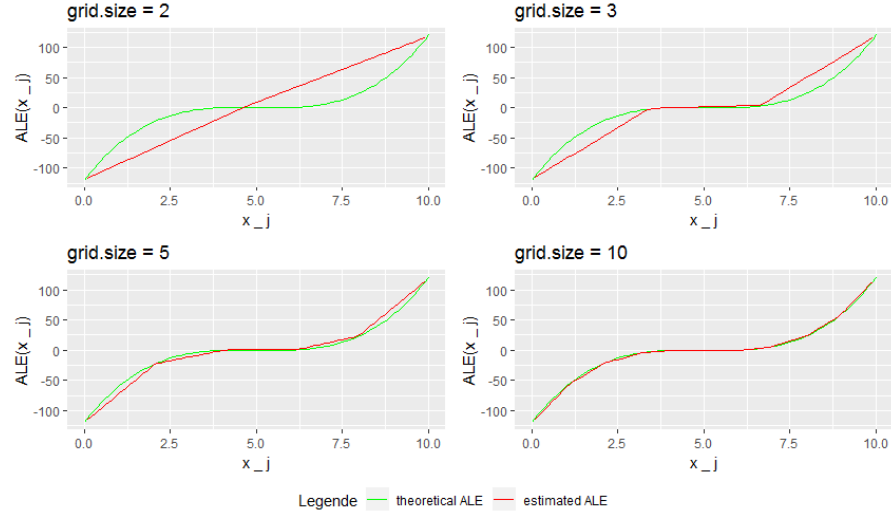 grid.size = 2
100
50
0
-50
-100
ALE(x _ j)
0.0 2.5 5.0 7.5 10.0
x _ j
grid.size = 3
100
50
0
-50
-100
ALE(x _ j)
0.0 2.5 5.0 7.5 10.0
x _ j
grid.size = 5
100
50
0
-50
-100
ALE(x _ j)
0.0 2.5 5.0 7.5 10.0
x _ j
grid.size = 10
100
50
0
-50
-100
ALE(x _ j)
0.0 2.5 5.0 7.5 10.0
x _ j
Legende theoretical ALE estimated ALE